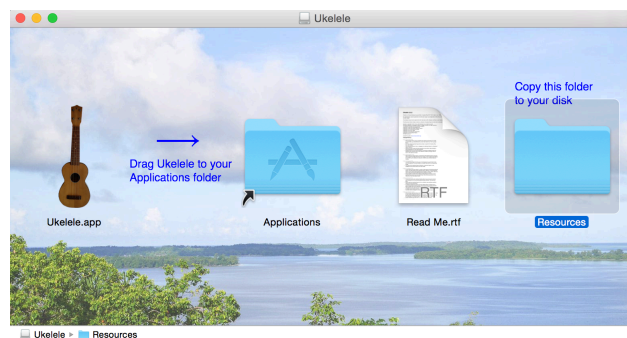 Ukelele
Copy this folder
to your disk
Drag Ukelele to your
Applications folder
RTF
Ukelele.app
Applications
Read Me.rtf
Resources
Ukelele ▸ Resources